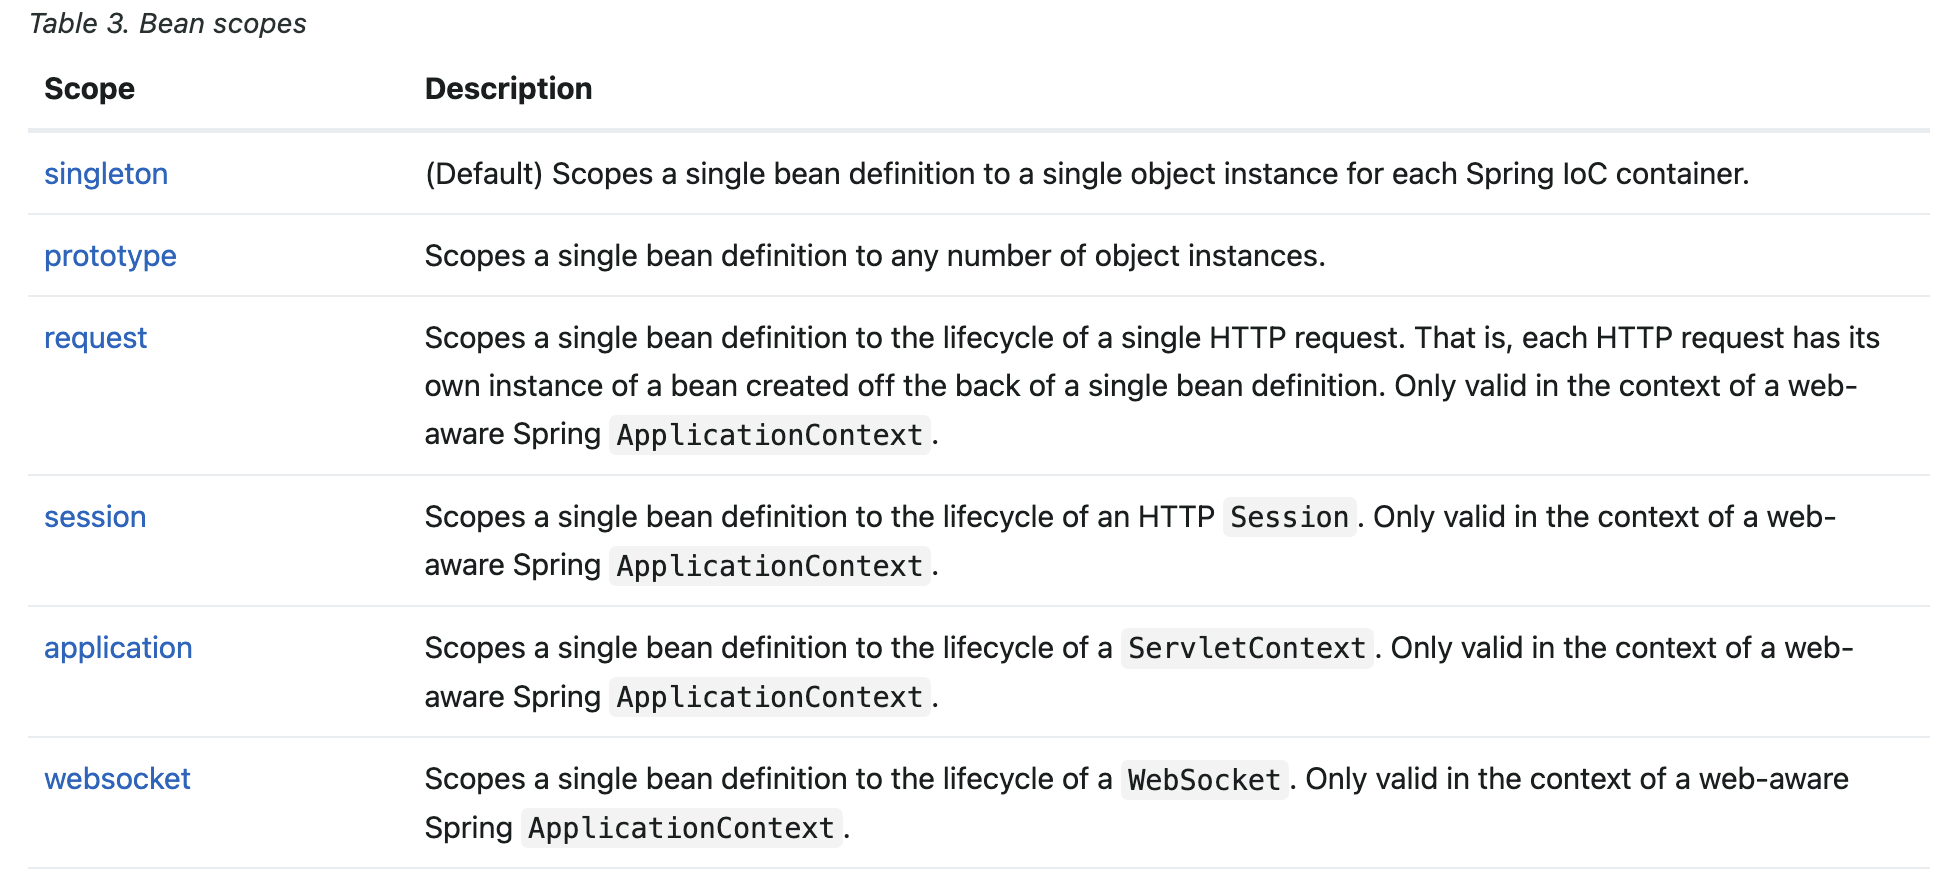 Table 3. Bean scopes
Scope Description
singleton (Default) Scopes a single bean definition to a single object instance for each Spring IoC container.
prototype Scopes a single bean definition to any number of object instances.
request Scopes a single bean definition to the lifecycle of a single HTTP request. That is, each HTTP request has its
own instance of a bean created off the back of a single bean definition. Only valid in the context of a web-
aware Spring ApplicationContext.
session Scopes a single bean definition to the lifecycle of an HTTP Session. Only valid in the context of a web-
aware Spring ApplicationContext.
application Scopes a single bean definition to the lifecycle of a ServletContext. Only valid in the context of a web-
aware Spring ApplicationContext.
websocket Scopes a single bean definition to the lifecycle of a WebSocket. Only valid in the context of a web-aware
Spring ApplicationContext.